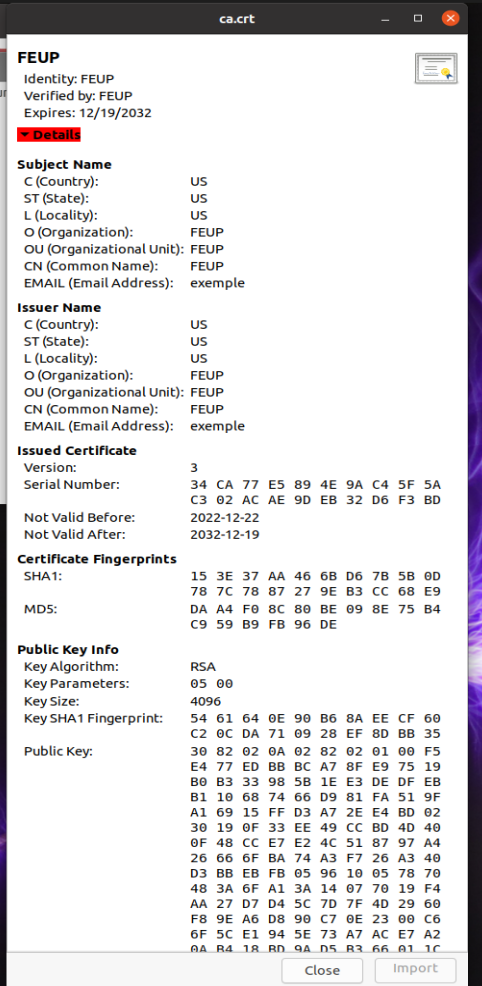 ca.crt
FEUP
Identity: FEUP
Verified by: FEUP
Expires: 12/19/2032
Details
Subject Name
C (Country): US
ST (State): US
L (Locality): US
O (Organization): FEUP
OU (Organizational Unit): FEUP
CN (Common Name): FEUP
EMAIL (Email Address): exemple
Issuer Name
C (Country): US
ST (State): US
L (Locality): US
O (Organization): FEUP
OU (Organizational Unit): FEUP
CN (Common Name): FEUP
EMAIL (Email Address): exemple
Issued Certificate
Version: 3
Serial Number: 34 CA 77 E5 89 4E 9A C4 5F 5A
C3 02 AC AE 9D EB 32 D6 F3 BD
Not Valid Before: 2022-12-22
Not Valid After: 2032-12-19
Certificate Fingerprints
SHA1: 15 3E 37 AA 46 6B D6 7B 5B 0D
78 7C 78 87 27 9E B3 CC 68 E9
MD5: DA A4 F0 8C 80 BE 09 8E 75 B4
C9 59 B9 FB 96 DE
Public Key Info
Key Algorithm: RSA
Key Parameters: 05 00
Key Size: 4096
Key SHA1 Fingerprint: 54 61 64 0E 90 B6 8A EE CF 60
C2 0C DA 71 09 28 EF 8D BB 35
Public Key: 30 82 02 0A 02 82 02 01 00 F5
E4 77 ED BB BC A7 8F E9 75 19
B0 B3 33 98 5B 1E E3 DE DF EB
B1 10 68 74 66 D9 81 FA 51 9F
A1 69 15 FF D3 A7 2E E4 BD 02
30 19 0F 33 EE 49 CC BD 4D 40
0F 48 CC E7 E2 4C 51 87 97 A4
26 66 6F BA 74 A3 F7 26 A3 40
D3 BB EB FB 05 96 10 05 78 70
48 3A 6F A1 3A 14 07 70 19 F4
AA 27 D7 D4 5C 7D 7F 4D 29 60
F8 9E A6 D8 90 C7 0E 23 00 C6
6F 5C E1 94 5E 73 A7 AC E7 A2
0A B4 18 BD 9A D5 B3 66 01 1C
Close
Import